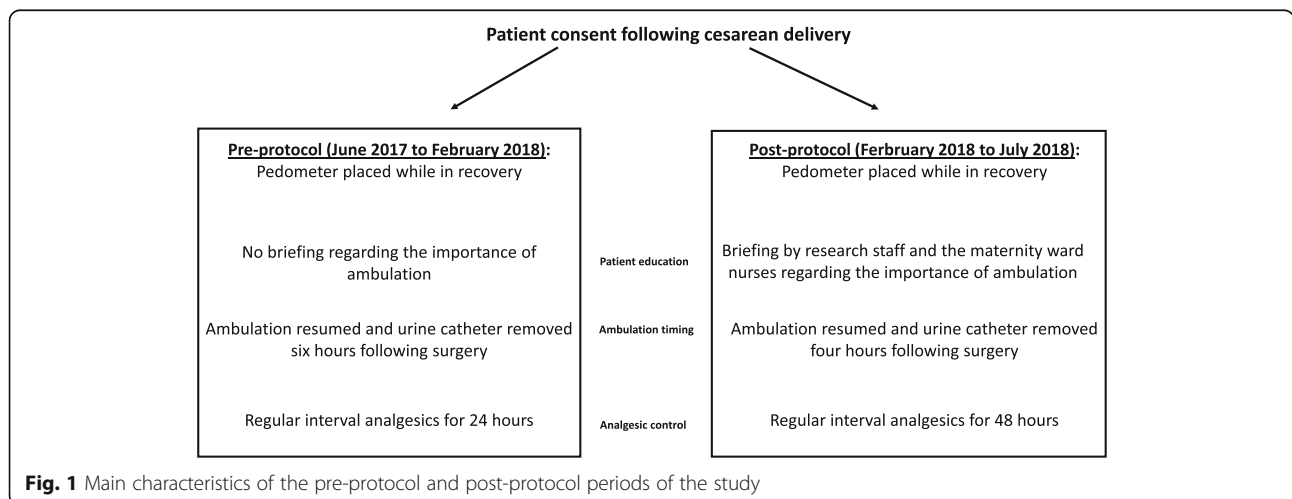 Patient consent following cesarean delivery
Pre-protocol (June 2017 to February 2018):
Pedometer placed while in recovery
No briefing regarding the importance of
ambulation
Ambulation resumed and urine catheter removed
six hours following surgery
Regular interval analgesics for 24 hours
Patient education
Ambulation timing
Analgesic control
Post-protocol (Ferbruary 2018 to July 2018):
Pedometer placed while in recovery
Briefing by research staff and the maternity ward
nurses regarding the importance of ambulation
Ambulation resumed and urine catheter removed
four hours following surgery
Regular interval analgesics for 48 hours
Fig. 1 Main characteristics of the pre-protocol and post-protocol periods of the study